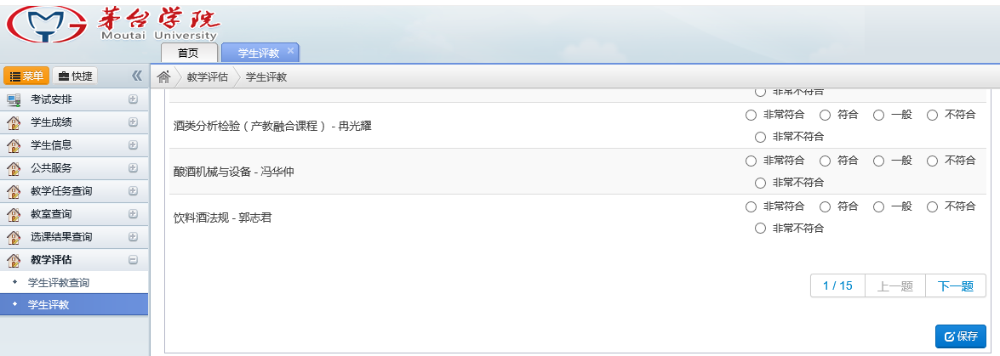 茅台学院
Moutai University
首页 学生评教
菜单 快捷
教学评估 学生评教
考试安排
学生成绩
学生信息
公共服务
教学任务查询
教室查询
选课结果查询
教学评估
学生评教查询
学生评教
非常不符合
酒类分析检验（产教融合课程） - 冉光耀
非常符合 符合 一般 不符合
非常不符合
酿酒机械与设备 - 冯华仲
非常符合 符合 一般 不符合
非常不符合
饮料酒法规 - 郭志君
非常符合 符合 一般 不符合
非常不符合
1 / 15 上一题 下一题
保存